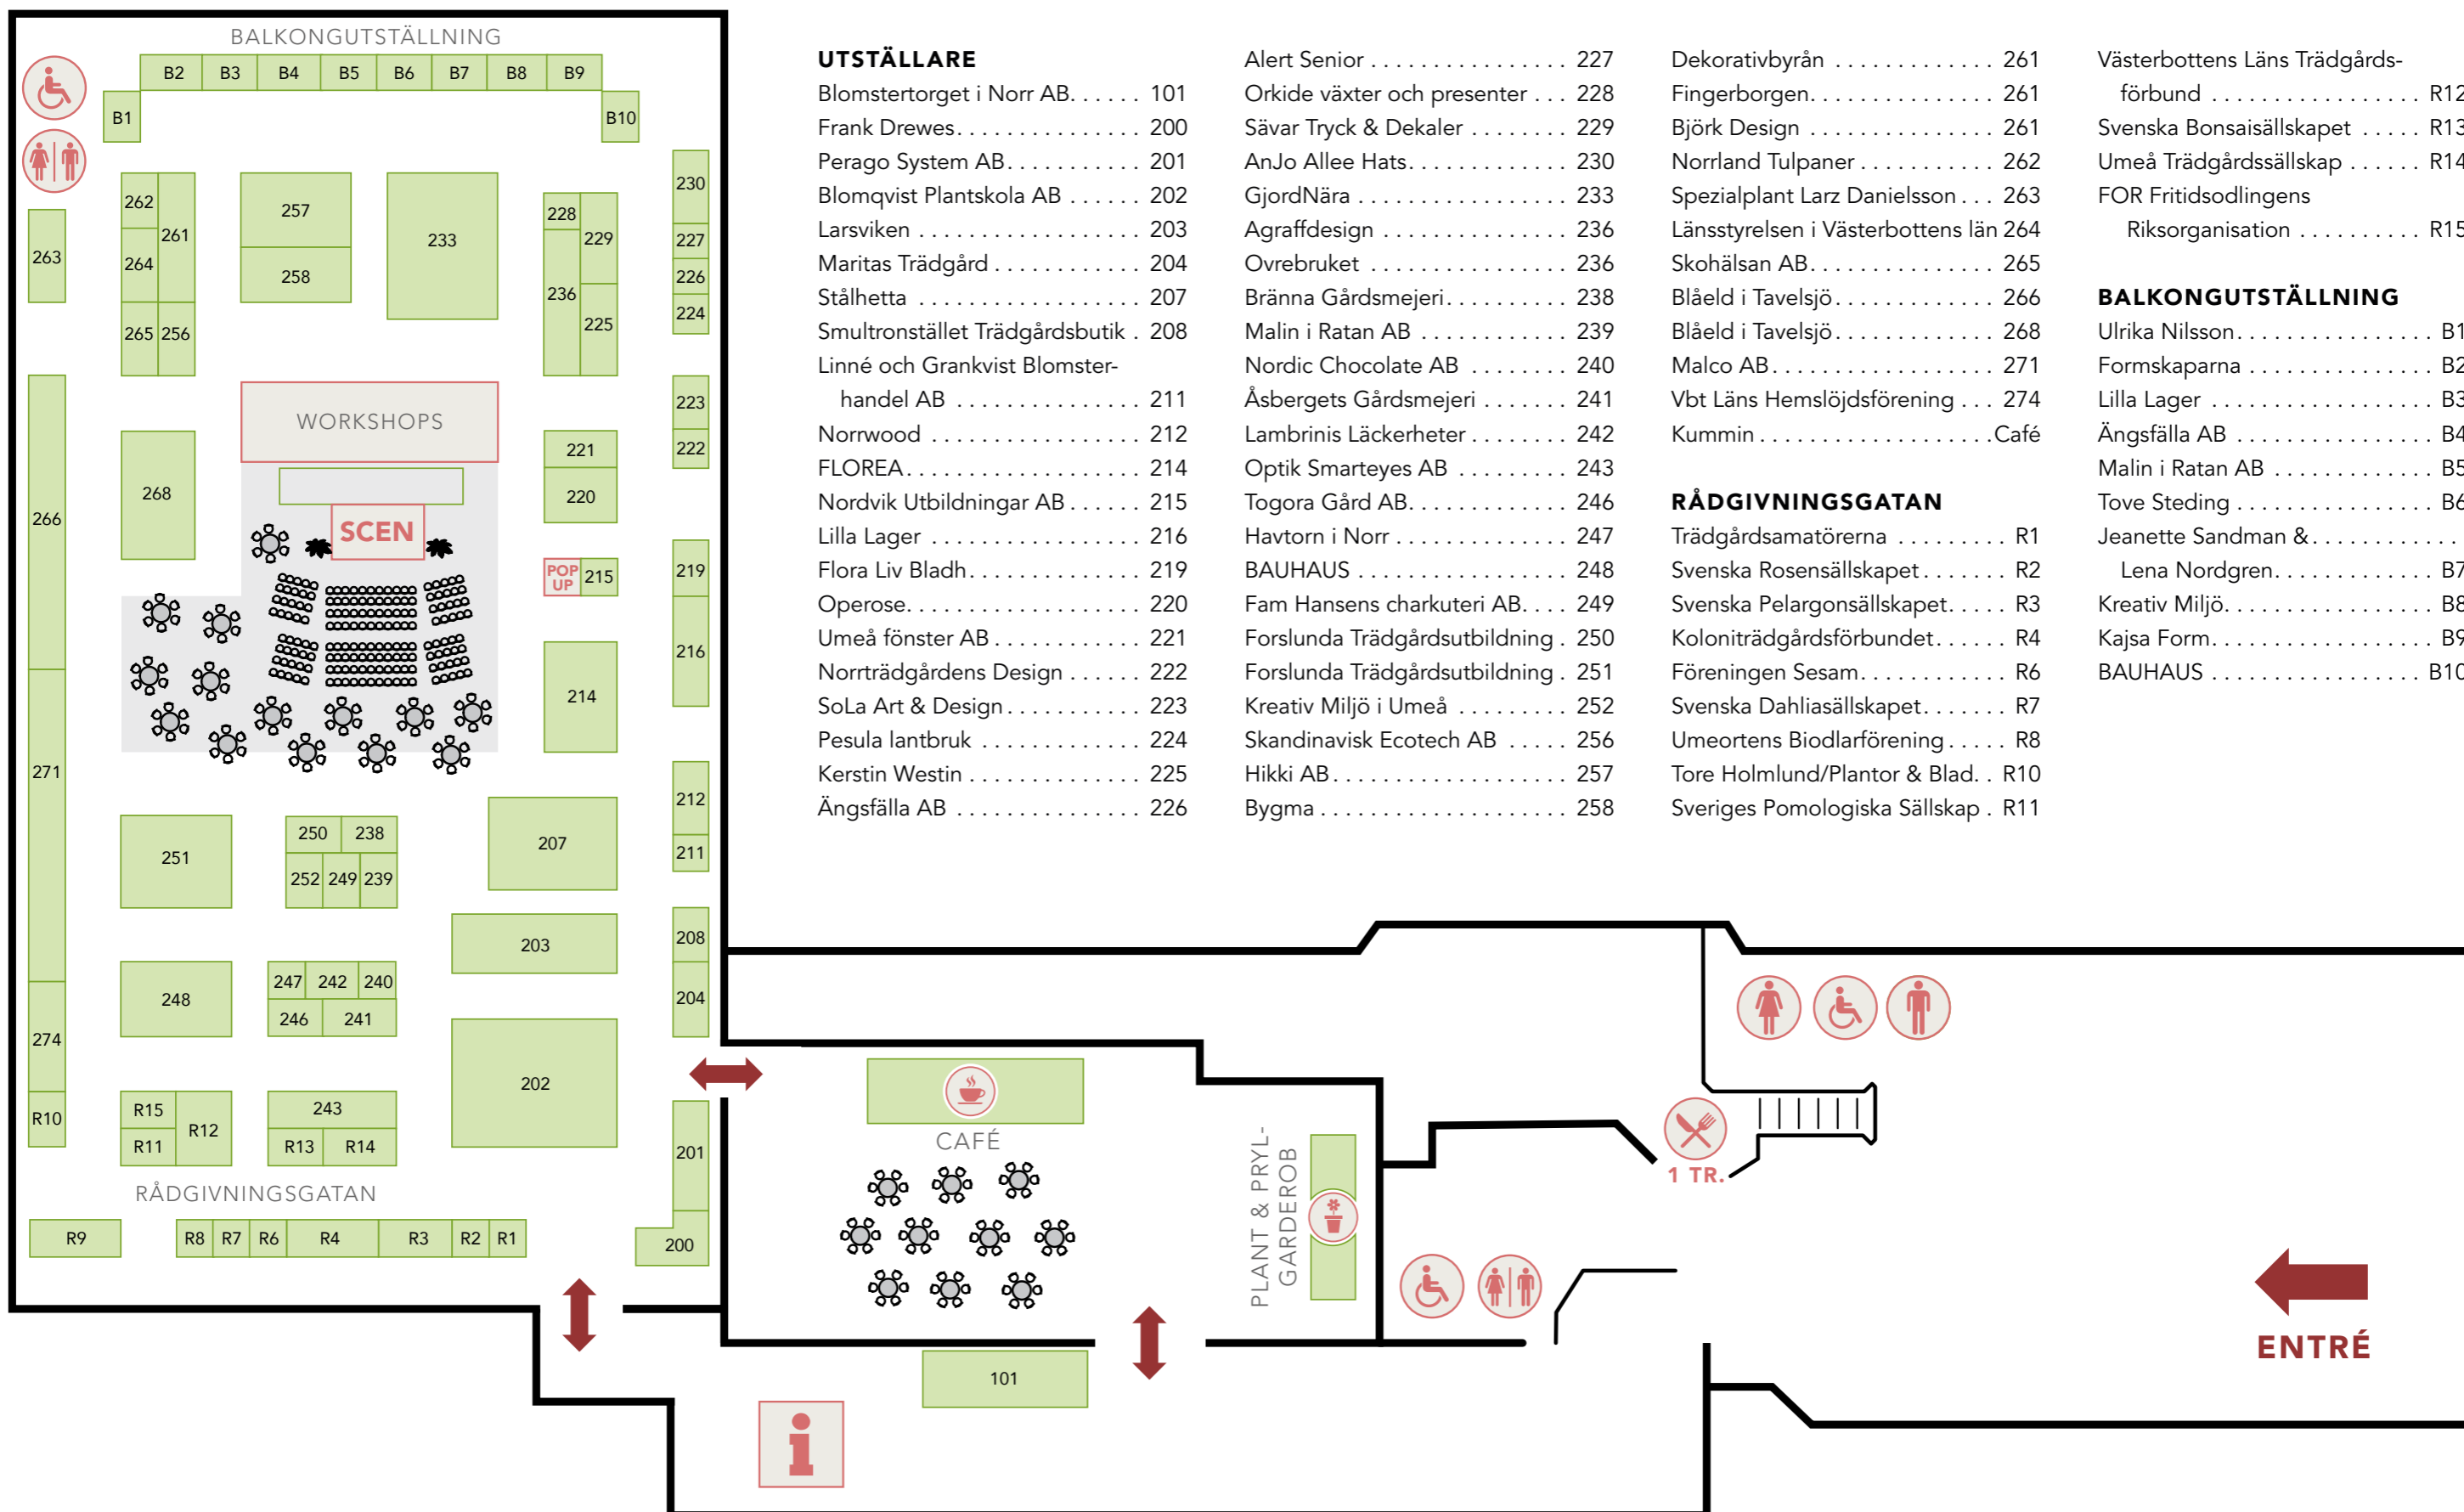 BALKONGUTSTÄLLNING
B2 B3 B4 B5 B6 B7 B8 B9
B1 B10
262 261 257 233 228 229 230
263 264 258 236 227
226
265 256 225 224
WORKSHOPS
223
221 222
266 268 220
SCEN
POP UP 215 219
216
214
271 212
251 250 238 207 211
252 249 239
203 208
248 247 242 240 204
246 241
274 202
R10 R15 R12 243 201
R11 R13 R14
RÅDGIVNINGSGATAN
R9 R8 R7 R6 R4 R3 R2 R1 200
UTSTÄLLARE
Blomstertorget i Norr AB. . . . . . 101
Frank Drewes. . . . . . . . . . . . . . . 200
Perago System AB. . . . . . . . . . . 201
Blomqvist Plantskola AB . . . . . . 202
Larsviken . . . . . . . . . . . . . . . . . . 203
Maritas Trädgård . . . . . . . . . . . . 204
Stålhetta . . . . . . . . . . . . . . . . . . 207
Smultronstället Trädgårdsbutik . 208
Linné och Grankvist Blomster-
handel AB . . . . . . . . . . . . . . . 211
Norrwood . . . . . . . . . . . . . . . . . 212
FLOREA. . . . . . . . . . . . . . . . . . . 214
Nordvik Utbildningar AB . . . . . . 215
Lilla Lager . . . . . . . . . . . . . . . . . 216
Flora Liv Bladh. . . . . . . . . . . . . . 219
Operose. . . . . . . . . . . . . . . . . . . 220
Umeå fönster AB . . . . . . . . . . . . 221
Norrträdgårdens Design . . . . . . 222
SoLa Art & Design. . . . . . . . . . . 223
Pesula lantbruk . . . . . . . . . . . . . 224
Kerstin Westin . . . . . . . . . . . . . . 225
Ängsfälla AB . . . . . . . . . . . . . . . 226
Alert Senior . . . . . . . . . . . . . . . . 227
Orkide växter och presenter . . . 228
Sävar Tryck & Dekaler . . . . . . . . 229
AnJo Allee Hats. . . . . . . . . . . . . 230
GjordNära . . . . . . . . . . . . . . . . . 233
Agraffdesign . . . . . . . . . . . . . . . 236
Ovrebruket . . . . . . . . . . . . . . . . 236
Bränna Gårdsmejeri. . . . . . . . . . 238
Malin i Ratan AB . . . . . . . . . . . . 239
Nordic Chocolate AB . . . . . . . . 240
Åsbergets Gårdsmejeri . . . . . . . 241
Lambrinis Läckerheter . . . . . . . . 242
Optik Smarteyes AB . . . . . . . . . 243
Togora Gård AB. . . . . . . . . . . . . 246
Havtorn i Norr . . . . . . . . . . . . . . 247
BAUHAUS . . . . . . . . . . . . . . . . . 248
Fam Hansens charkuteri AB. . . . 249
Forslunda Trädgårdsutbildning . 250
Forslunda Trädgårdsutbildning . 251
Kreativ Miljö i Umeå . . . . . . . . . 252
Skandinavisk Ecotech AB . . . . . 256
Hikki AB. . . . . . . . . . . . . . . . . . . 257
Bygma . . . . . . . . . . . . . . . . . . . . 258
Dekorativbyrån . . . . . . . . . . . . . 261
Fingerborgen. . . . . . . . . . . . . . . 261
Björk Design . . . . . . . . . . . . . . . 261
Norrland Tulpaner . . . . . . . . . . . 262
Spezialplant Larz Danielsson . . . 263
Länsstyrelsen i Västerbottens län 264
Skohälsan AB. . . . . . . . . . . . . . . 265
Blåeld i Tavelsjö. . . . . . . . . . . . . 266
Blåeld i Tavelsjö. . . . . . . . . . . . . 268
Malco AB. . . . . . . . . . . . . . . . . . 271
Vbt Läns Hemslöjdsförening . . . 274
Kummin . . . . . . . . . . . . . . . . . . .Café
RÅDGIVNINGSGATAN
Trädgårdsamatörerna . . . . . . . . . R1
Svenska Rosensällskapet . . . . . . . R2
Svenska Pelargonsällskapet. . . . . R3
Koloniträdgårdsförbundet. . . . . . R4
Föreningen Sesam. . . . . . . . . . . . R6
Svenska Dahliasällskapet. . . . . . . R7
Umeortens Biodlarförening . . . . . R8
Tore Holmlund/Plantor & Blad. . R10
Sveriges Pomologiska Sällskap . R11
Västerbottens Läns Trädgårds-
förbund . . . . . . . . . . . . . . . . . R12
Svenska Bonsaisällskapet . . . . . R13
Umeå Trädgårdssällskap . . . . . . R14
FOR Fritidsodlingens
Riksorganisation . . . . . . . . . . R15
BALKONGUTSTÄLLNING
Ulrika Nilsson. . . . . . . . . . . . . . . . B1
Formskaparna . . . . . . . . . . . . . . . B2
Lilla Lager . . . . . . . . . . . . . . . . . . B3
Ängsfälla AB . . . . . . . . . . . . . . . . B4
Malin i Ratan AB . . . . . . . . . . . . . B5
Tove Steding . . . . . . . . . . . . . . . . B6
Jeanette Sandman &. . . . . . . . . . . .
Lena Nordgren. . . . . . . . . . . . . B7
Kreativ Miljö. . . . . . . . . . . . . . . . . B8
Kajsa Form. . . . . . . . . . . . . . . . . . B9
BAUHAUS . . . . . . . . . . . . . . . . . B10
CAFÉ
PLANT & PRYL-
GARDEROB
1 TR.
101
i
ENTRÉ